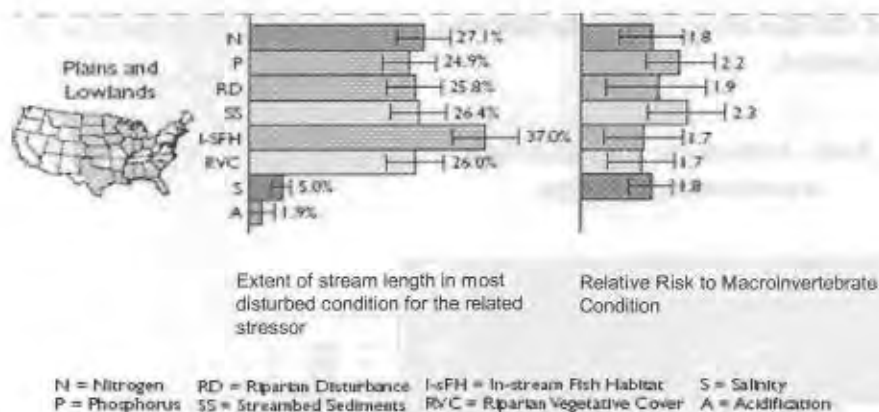 Plains and
Lowlands
N 27.1% 1.8
P 24.9% 2.2
RD 25.8% 1.9
SS 26.4% 2.3
I-SFH 37.0% 1.7
RVC 26.0% 1.7
S 5.0% 1.8
A 1.9%
Extent of stream length in most
disturbed condition for the related
stressor
Relative Risk to Macroinvertebrate
Condition
N = Nitrogen RD = Riparian Disturbance I-sFH = In-stream Fish Habitat S = Salinity
P = Phosphorus SS = Streambed Sediments RVC = Riparian Vegetative Cover A = Acidification